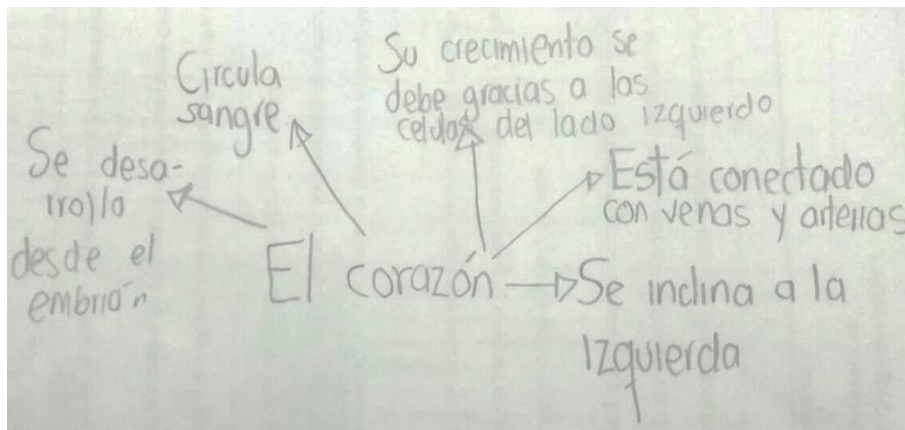 Circula
sangre
Su crecimiento se
debe gracias a las
celulas del lado izquierdo
Se desa-
rrollo
desde el
embrión
Está conectado
con venas y arterias
El corazón
Se inclina a la
izquierda